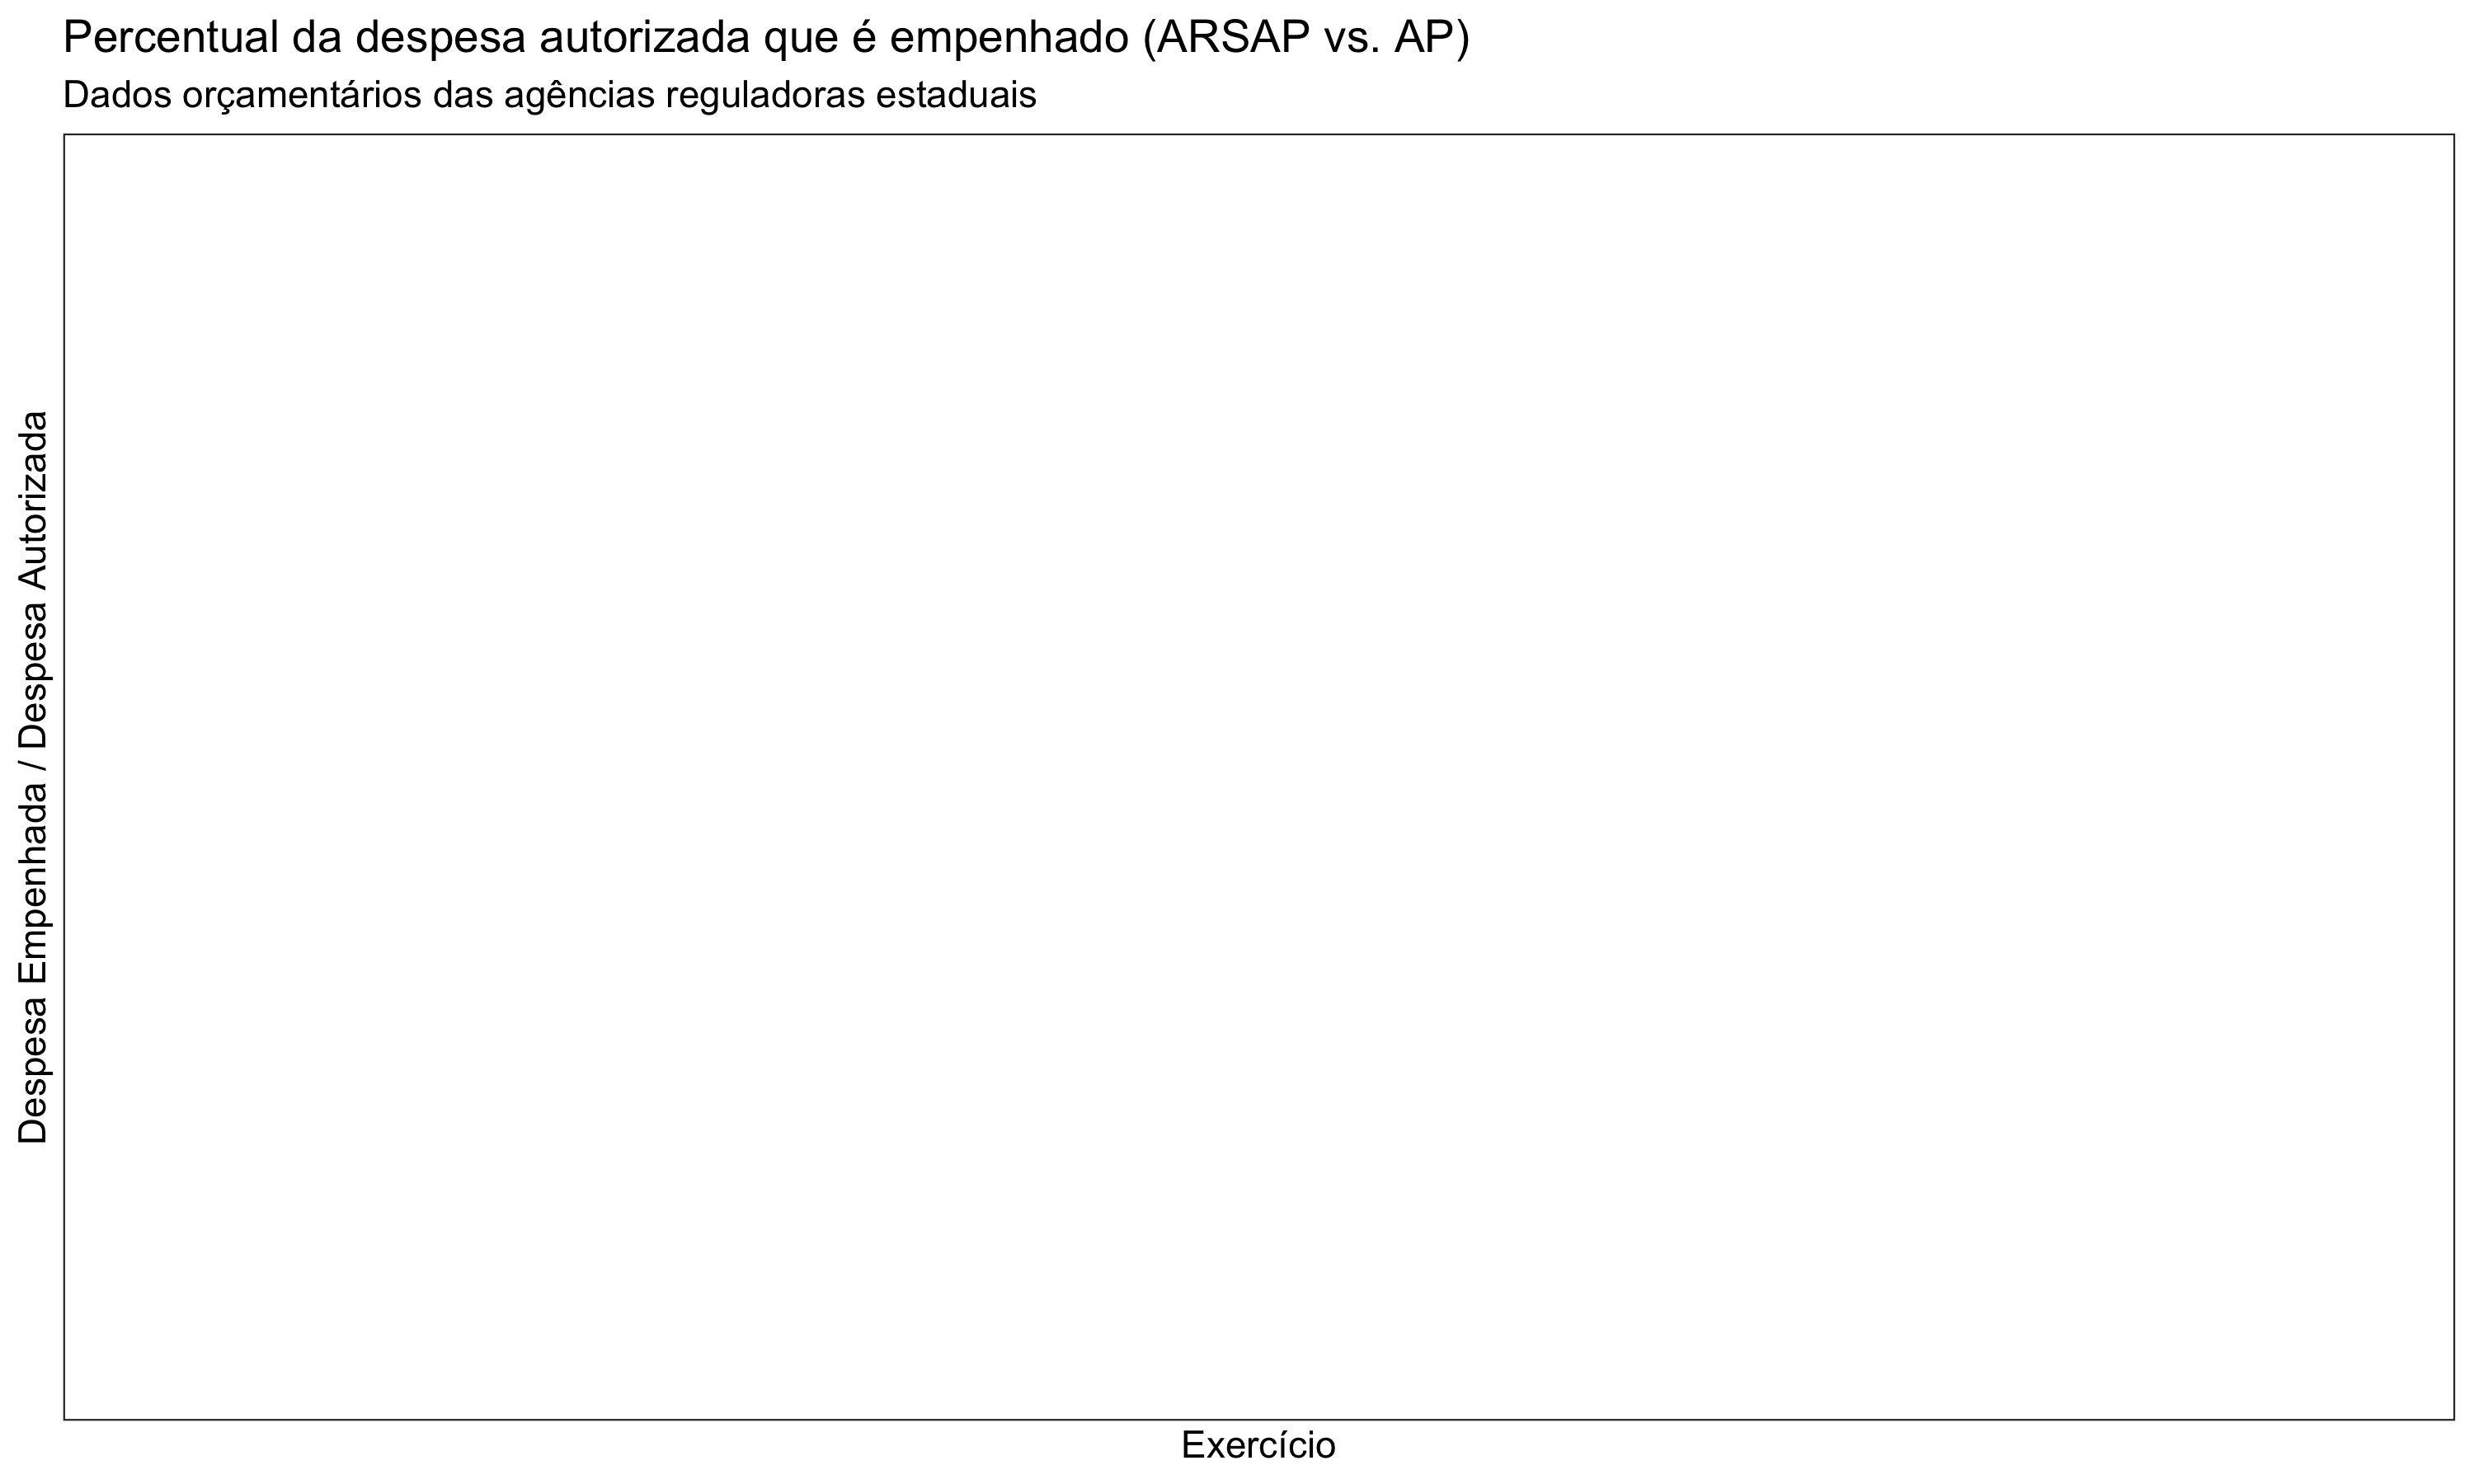 Percentual da despesa autorizada que é empenhado (ARSAP vs. AP)
Dados orçamentários das agências reguladoras estaduais
Despesa Empenhada / Despesa Autorizada
Exercício